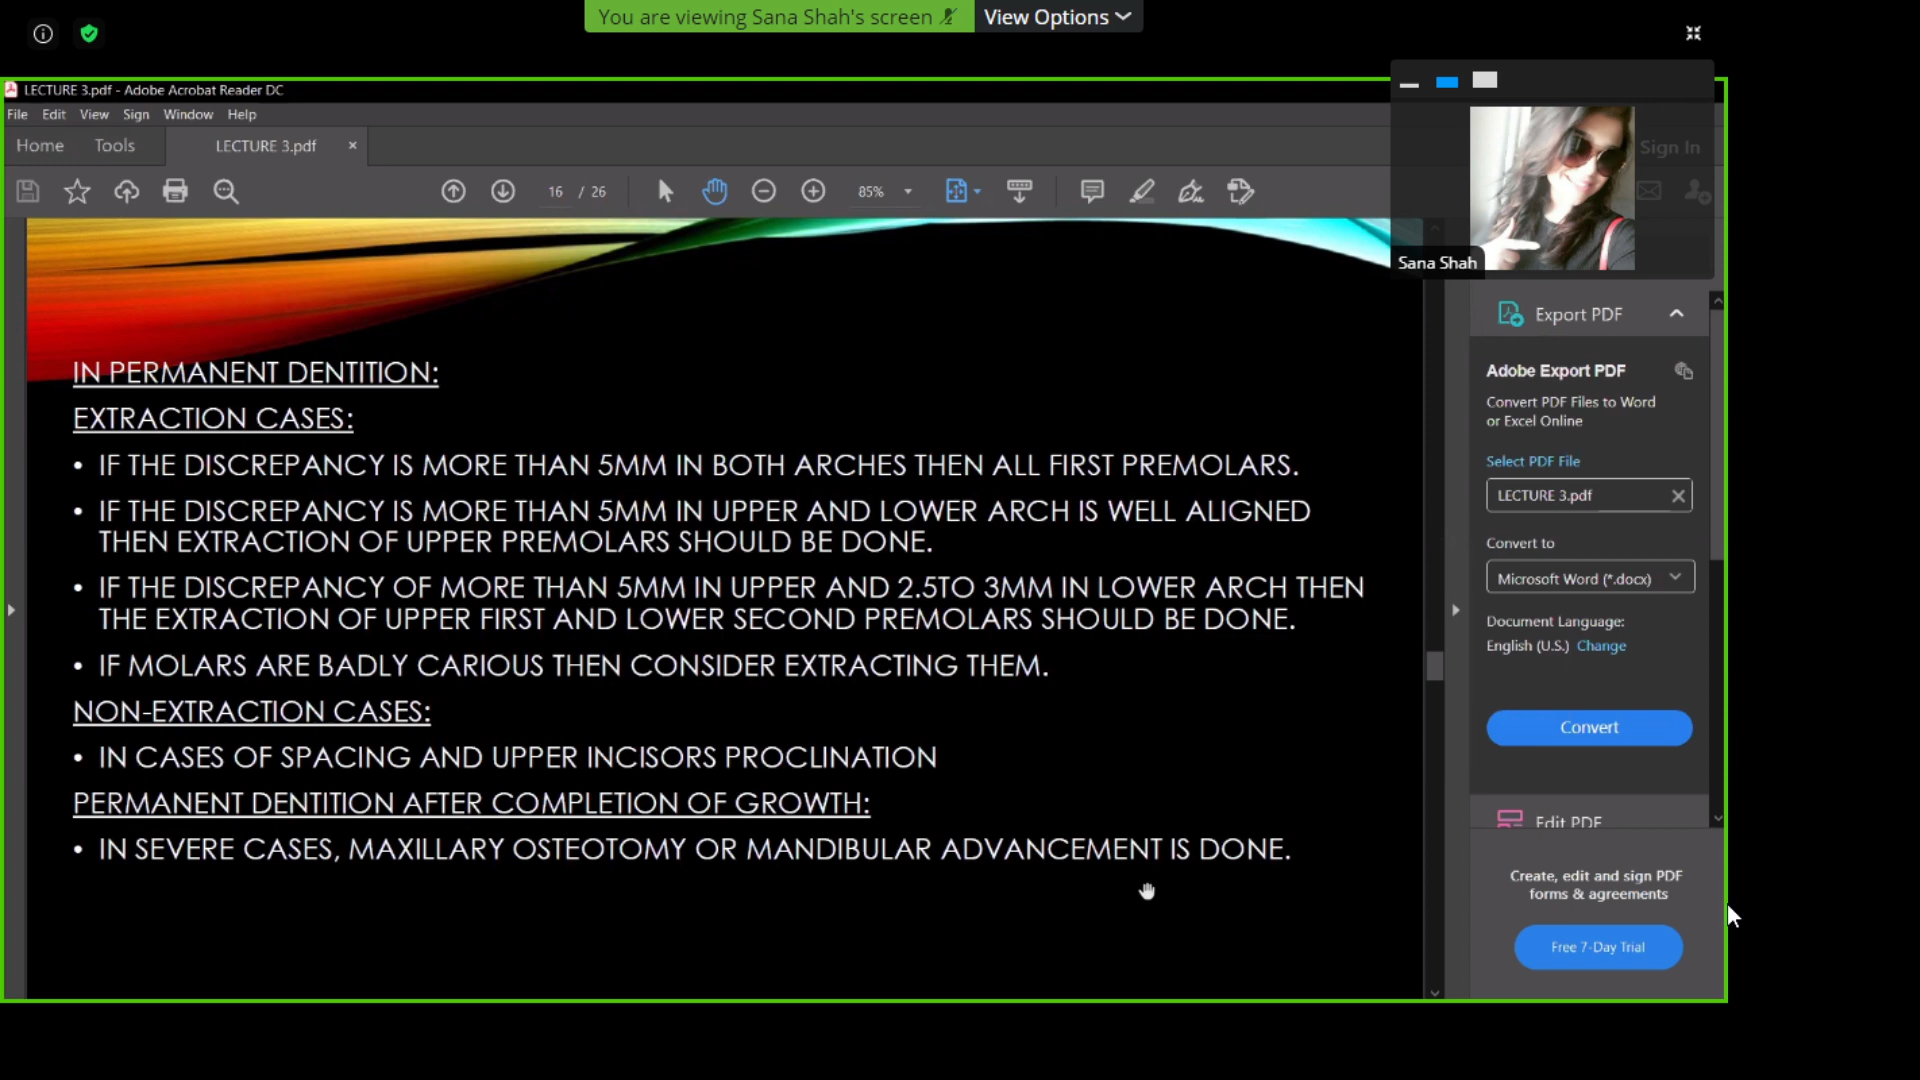 You are viewing Sana Shah's screen
View Options
LECTURE 3.pdf - Adobe Acrobat Reader DC
File Edit View Sign Window Help
Home Tools LECTURE 3.pdf ×
Sign In
16 / 26
85%
Sana Shah
IN PERMANENT DENTITION:
EXTRACTION CASES:
• IF THE DISCREPANCY IS MORE THAN 5MM IN BOTH ARCHES THEN ALL FIRST PREMOLARS.
• IF THE DISCREPANCY IS MORE THAN 5MM IN UPPER AND LOWER ARCH IS WELL ALIGNED
THEN EXTRACTION OF UPPER PREMOLARS SHOULD BE DONE.
• IF THE DISCREPANCY OF MORE THAN 5MM IN UPPER AND 2.5TO 3MM IN LOWER ARCH THEN
THE EXTRACTION OF UPPER FIRST AND LOWER SECOND PREMOLARS SHOULD BE DONE.
• IF MOLARS ARE BADLY CARIOUS THEN CONSIDER EXTRACTING THEM.
NON-EXTRACTION CASES:
• IN CASES OF SPACING AND UPPER INCISORS PROCLINATION
PERMANENT DENTITION AFTER COMPLETION OF GROWTH:
• IN SEVERE CASES, MAXILLARY OSTEOTOMY OR MANDIBULAR ADVANCEMENT IS DONE.
Export PDF
Adobe Export PDF
Convert PDF Files to Word
or Excel Online
Select PDF File
LECTURE 3.pdf
Convert to
Microsoft Word (*.docx)
Document Language:
English (U.S.) Change
Convert
Edit PDF
Create, edit and sign PDF
forms & agreements
Free 7-Day Trial